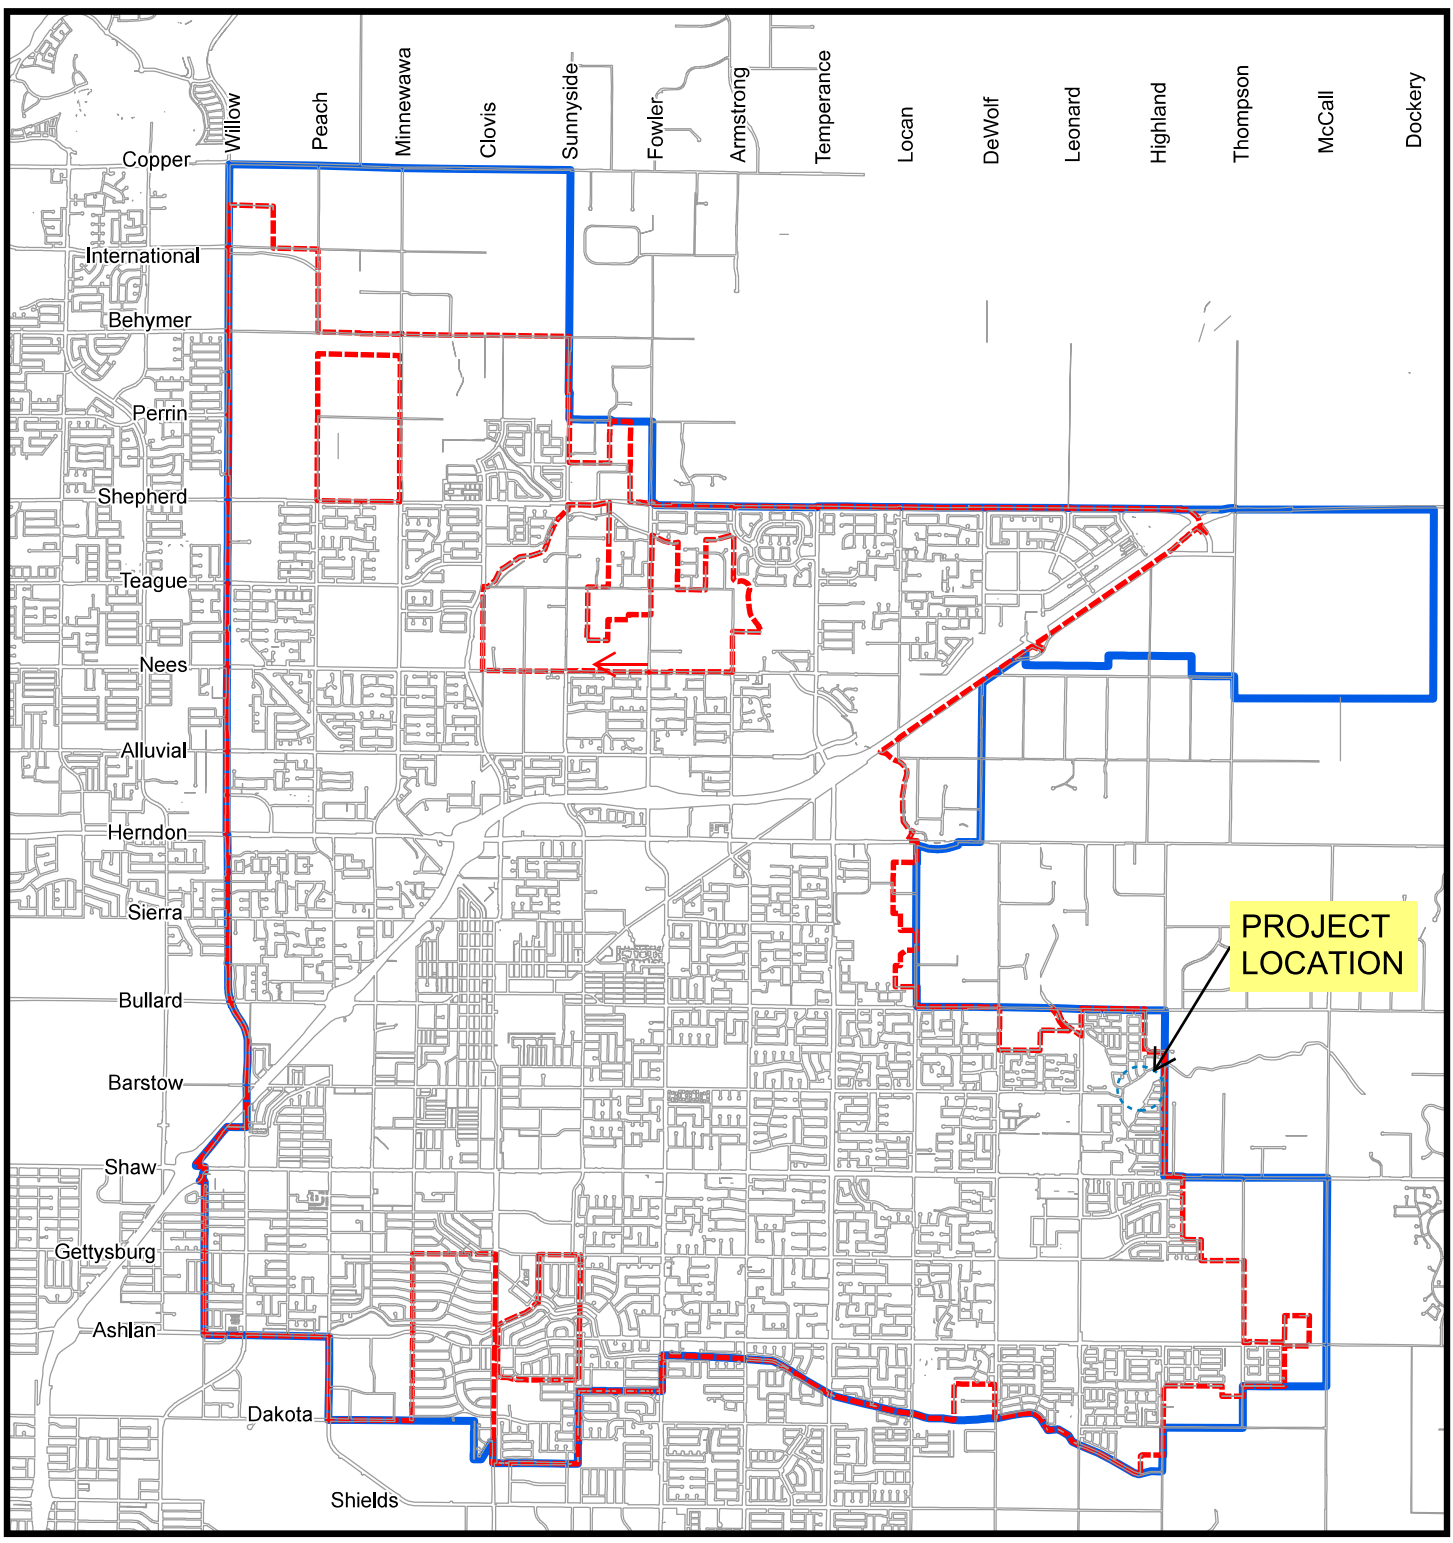 Willow
Peach
Minnewawa
Clovis
Sunnyside
Fowler
Armstrong
Temperance
Locan
DeWolf
Leonard
Highland
Thompson
McCall
Dockery
Copper
International
Behymer
Perrin
Shepherd
Teague
Nees
Alluvial
Herndon
Sierra
PROJECT
LOCATION
Bullard
Barstow
Shaw
Gettysburg
Ashlan
Dakota
Shields